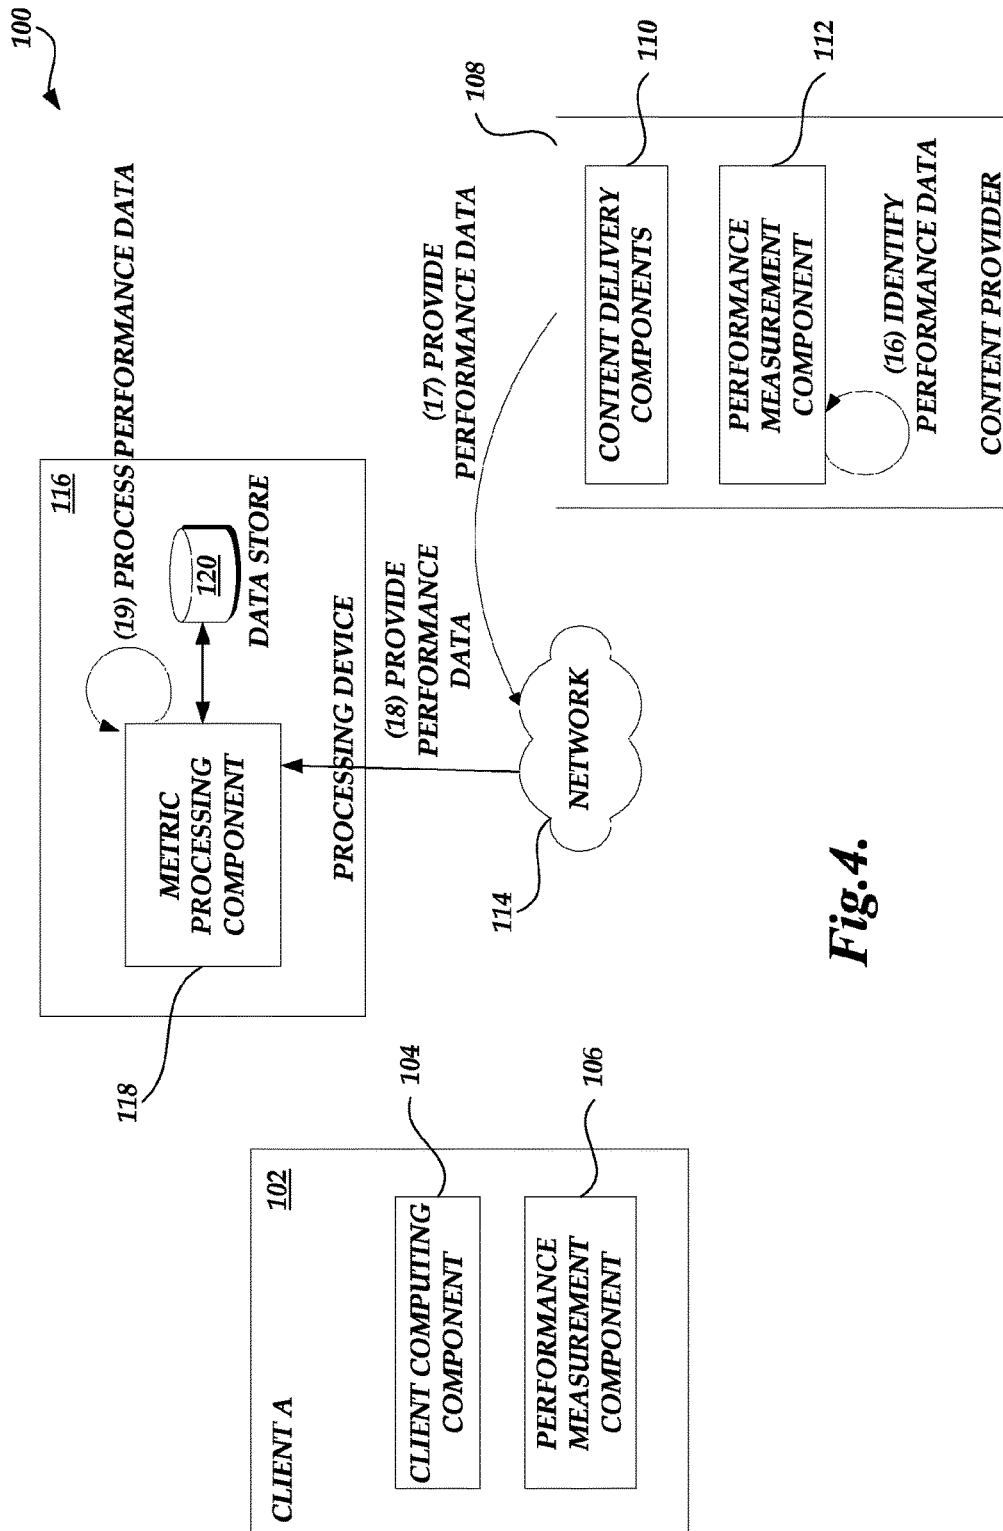 100
(19) PROCESS PERFORMANCE DATA
116
120
DATA STORE
METRIC
PROCESSING
COMPONENT
PROCESSING DEVICE
118
CLIENT A
102
CLIENT COMPUTING
COMPONENT
104
PERFORMANCE
MEASUREMENT
COMPONENT
106
(18) PROVIDE
PERFORMANCE
DATA
(17) PROVIDE
PERFORMANCE DATA
NETWORK
114
108
CONTENT DELIVERY
COMPONENTS
110
PERFORMANCE
MEASUREMENT
COMPONENT
112
(16) IDENTIFY
PERFORMANCE DATA
CONTENT PROVIDER
Fig.4.